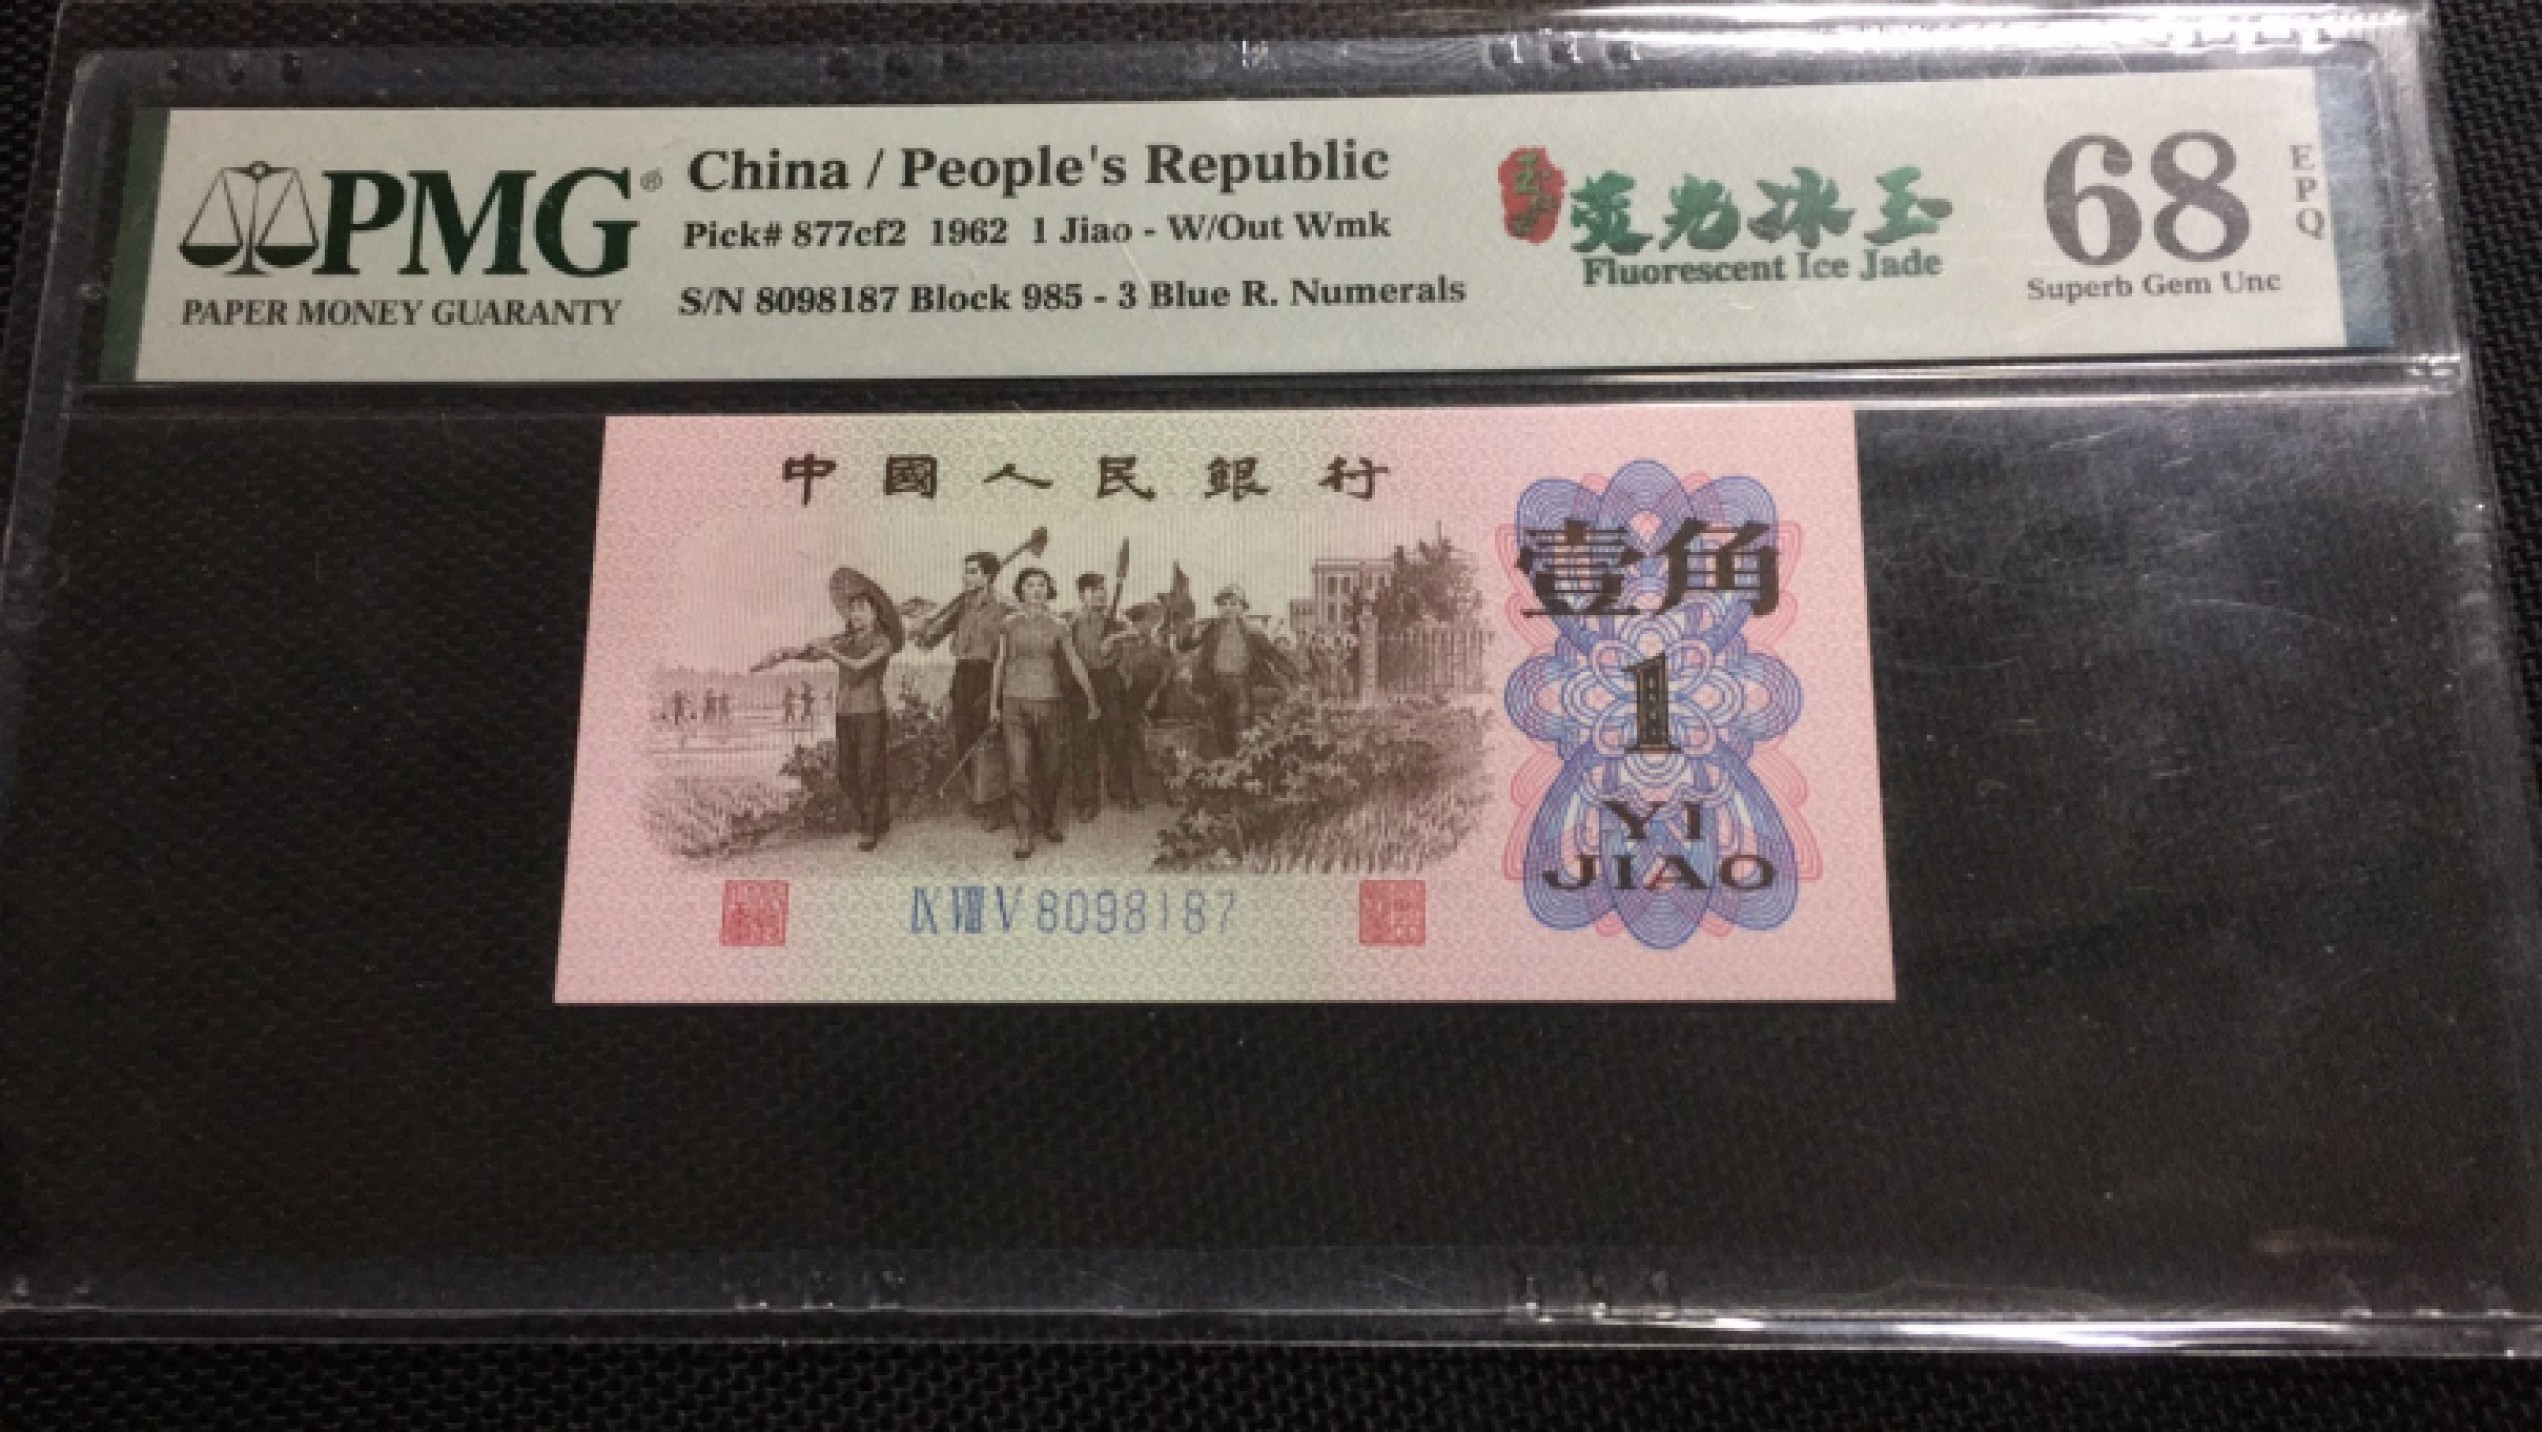 PMG®
PAPER MONEY GUARANTY
China / People's Republic
Pick# 877cf2 1962 1 Jiao - W/Out Wmk
S/N 8098187 Block 985 - 3 Blue R. Numerals
荧光冰玉
Fluorescent Ice Jade
68
EPQ
Superb Gem Unc
中國人民銀行
壹角
1
YI
JIAO
IX VIII V 8098187